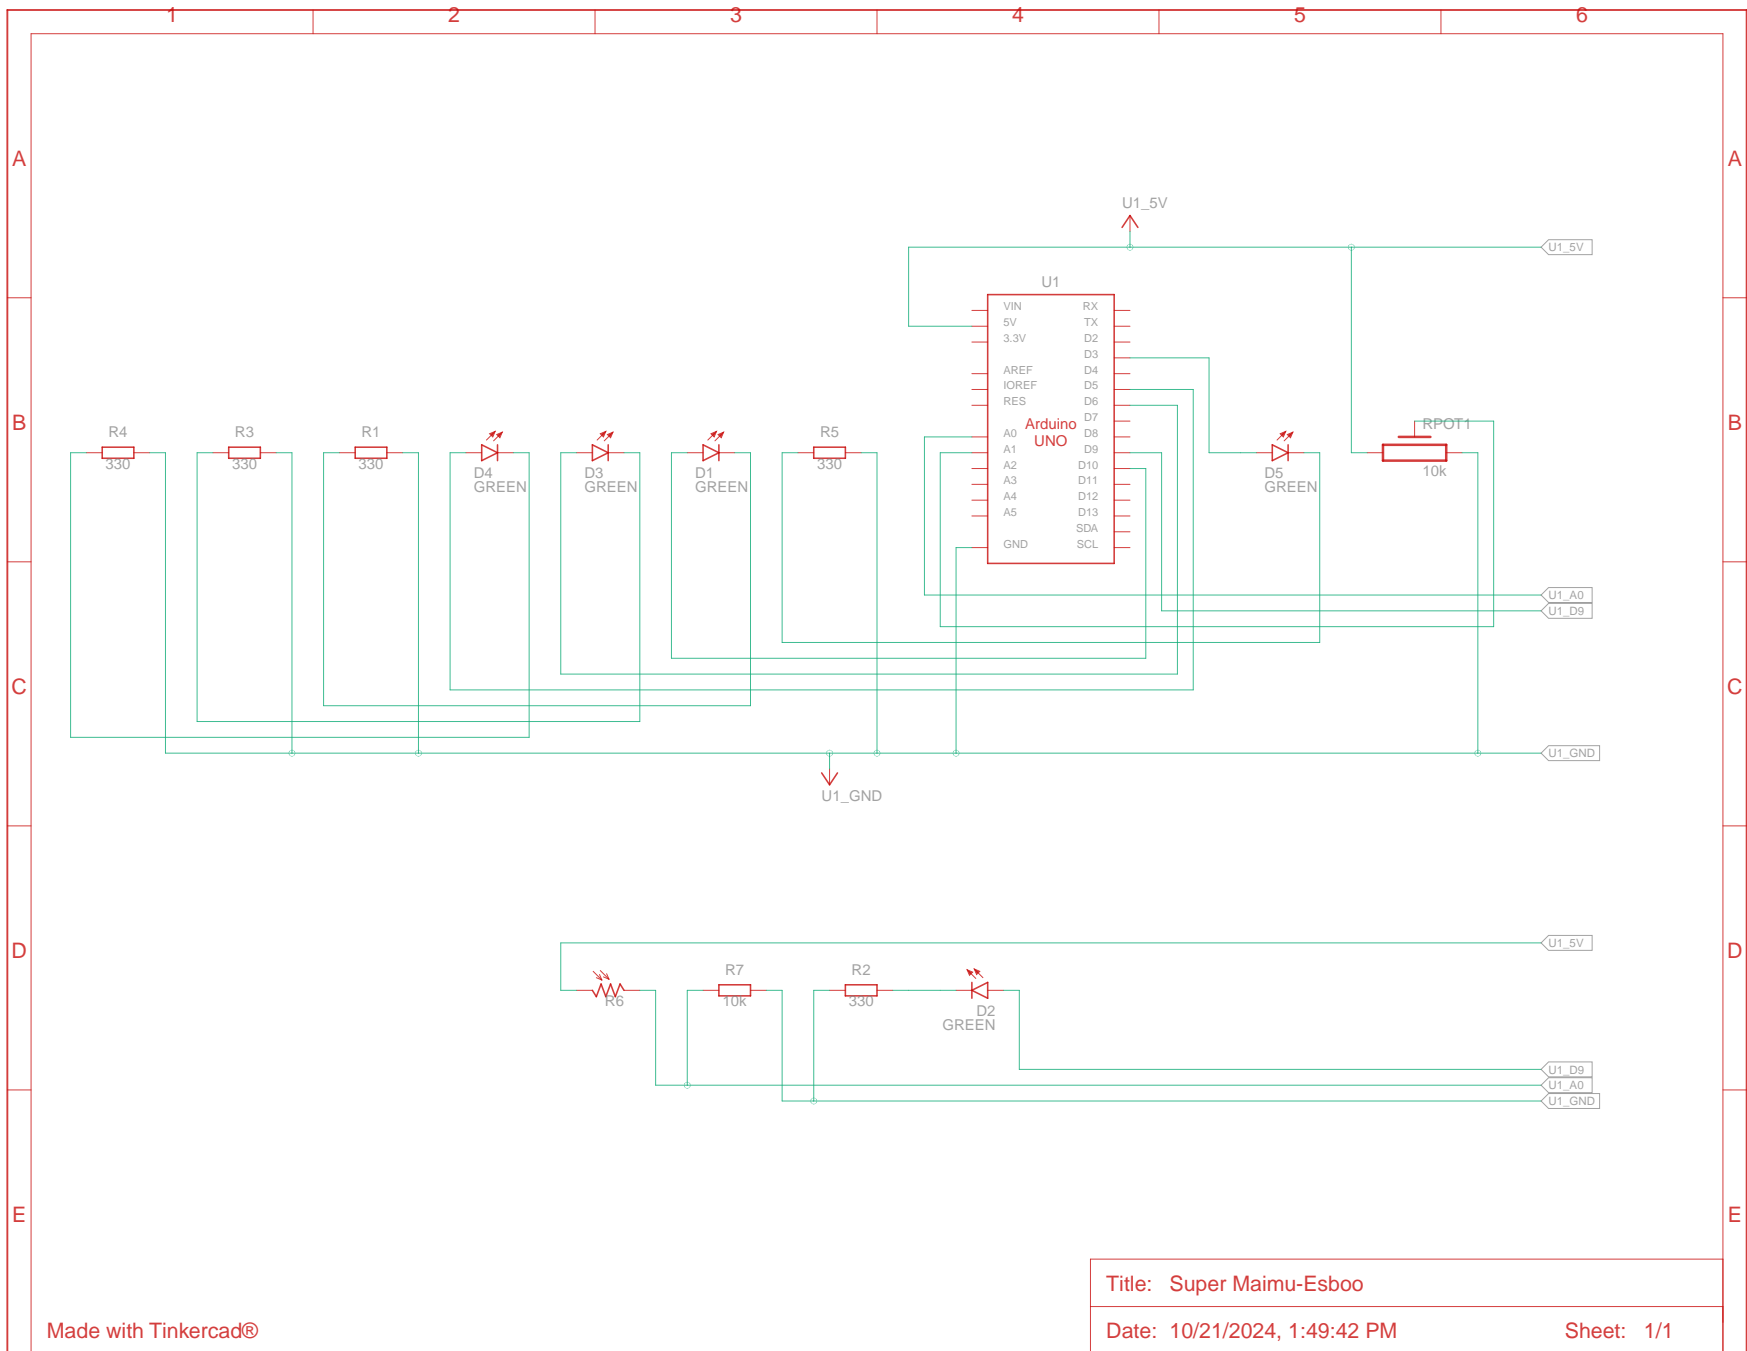 1 2 3 4 5 6
A A
U1_5V
U1_5V
U1
VIN RX
5V TX
3.3V D2
D3
AREF D4
IOREF D5
RES D6
D7
A0 D8
A1 D9
A2 D10
A3 D11
A4 D12
A5 D13
SDA
GND SCL
Arduino
UNO
B B
R4
330
R3
330
R1
330
D4
GREEN
D3
GREEN
D1
GREEN
R5
330
D5
GREEN
RPOT1
10k
U1_A0
U1_D9
C C
U1_GND
U1_GND
D D
U1_5V
R6
R7
10k
R2
330
D2
GREEN
U1_D9
U1_A0
U1_GND
E E
Title: Super Maimu-Esboo
Made with Tinkercad®
Date: 10/21/2024, 1:49:42 PM Sheet: 1/1